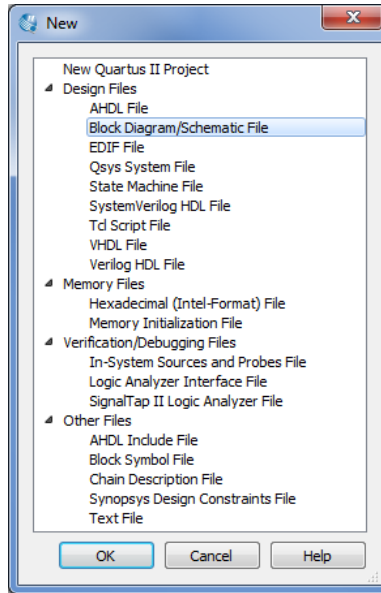 New
New Quartus II Project
Design Files
AHDL File
Block Diagram/Schematic File
EDIF File
Qsys System File
State Machine File
SystemVerilog HDL File
Tcl Script File
VHDL File
Verilog HDL File
Memory Files
Hexadecimal (Intel-Format) File
Memory Initialization File
Verification/Debugging Files
In-System Sources and Probes File
Logic Analyzer Interface File
SignalTap II Logic Analyzer File
Other Files
AHDL Include File
Block Symbol File
Chain Description File
Synopsys Design Constraints File
Text File
OK Cancel Help